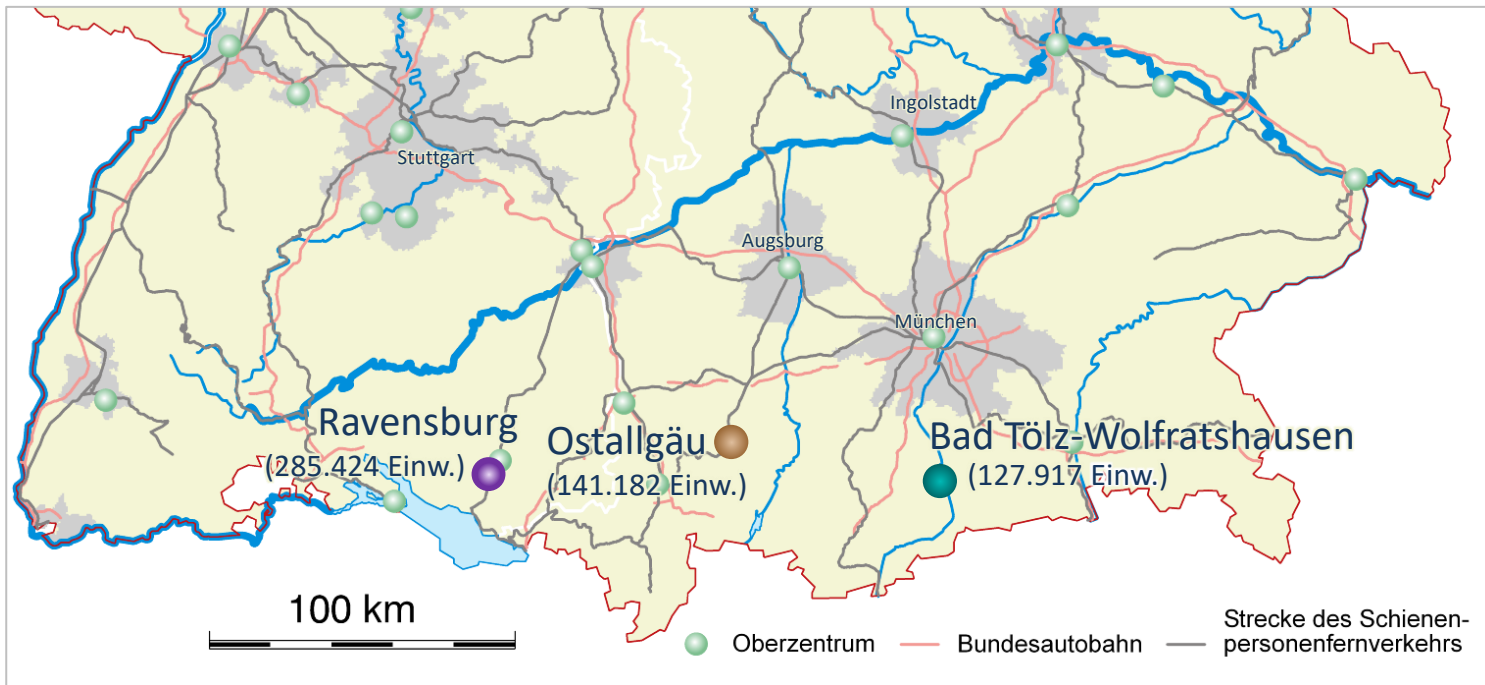 Ingolstadt
Stuttgart
Augsburg
München
Ravensburg
(285.424 Einw.)
Ostallgäu
(141.182 Einw.)
Bad Tölz-Wolfratshausen
(127.917 Einw.)
100 km
Oberzentrum
Bundesautobahn
Strecke des Schienen-
personenfernverkehrs